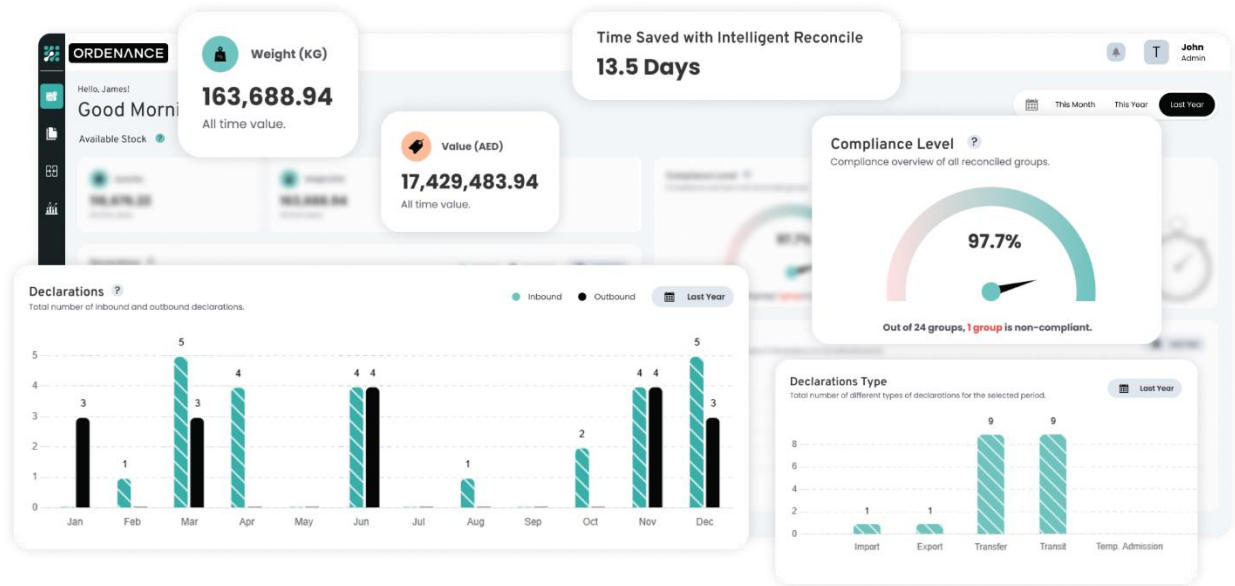 ORDENANCE
Weight (KG)
163,688.94
All time value.
Time Saved with Intelligent Reconcile
13.5 Days
T
John
Admin
Hello, James!
Good Morni
Available Stock ?
This Month
This Year
Last Year
Value (AED)
17,429,483.94
All time value.
Compliance Level ?
Compliance overview of all reconciled groups.
97.7%
Out of 24 groups, 1 group is non-compliant.
Declarations ?
Total number of inbound and outbound declarations.
Inbound
Outbound
Last Year
5
4
3
2
1
0
3
1
5
3
4
4
4
1
2
4
4
5
3
Jan
Feb
Mar
Apr
May
Jun
Jul
Aug
Sep
Oct
Nov
Dec
Declarations Type
Total number of different types of declarations for the selected period.
Last Year
8
6
4
2
0
1
1
9
9
Import
Export
Transfer
Transit
Temp. Admission